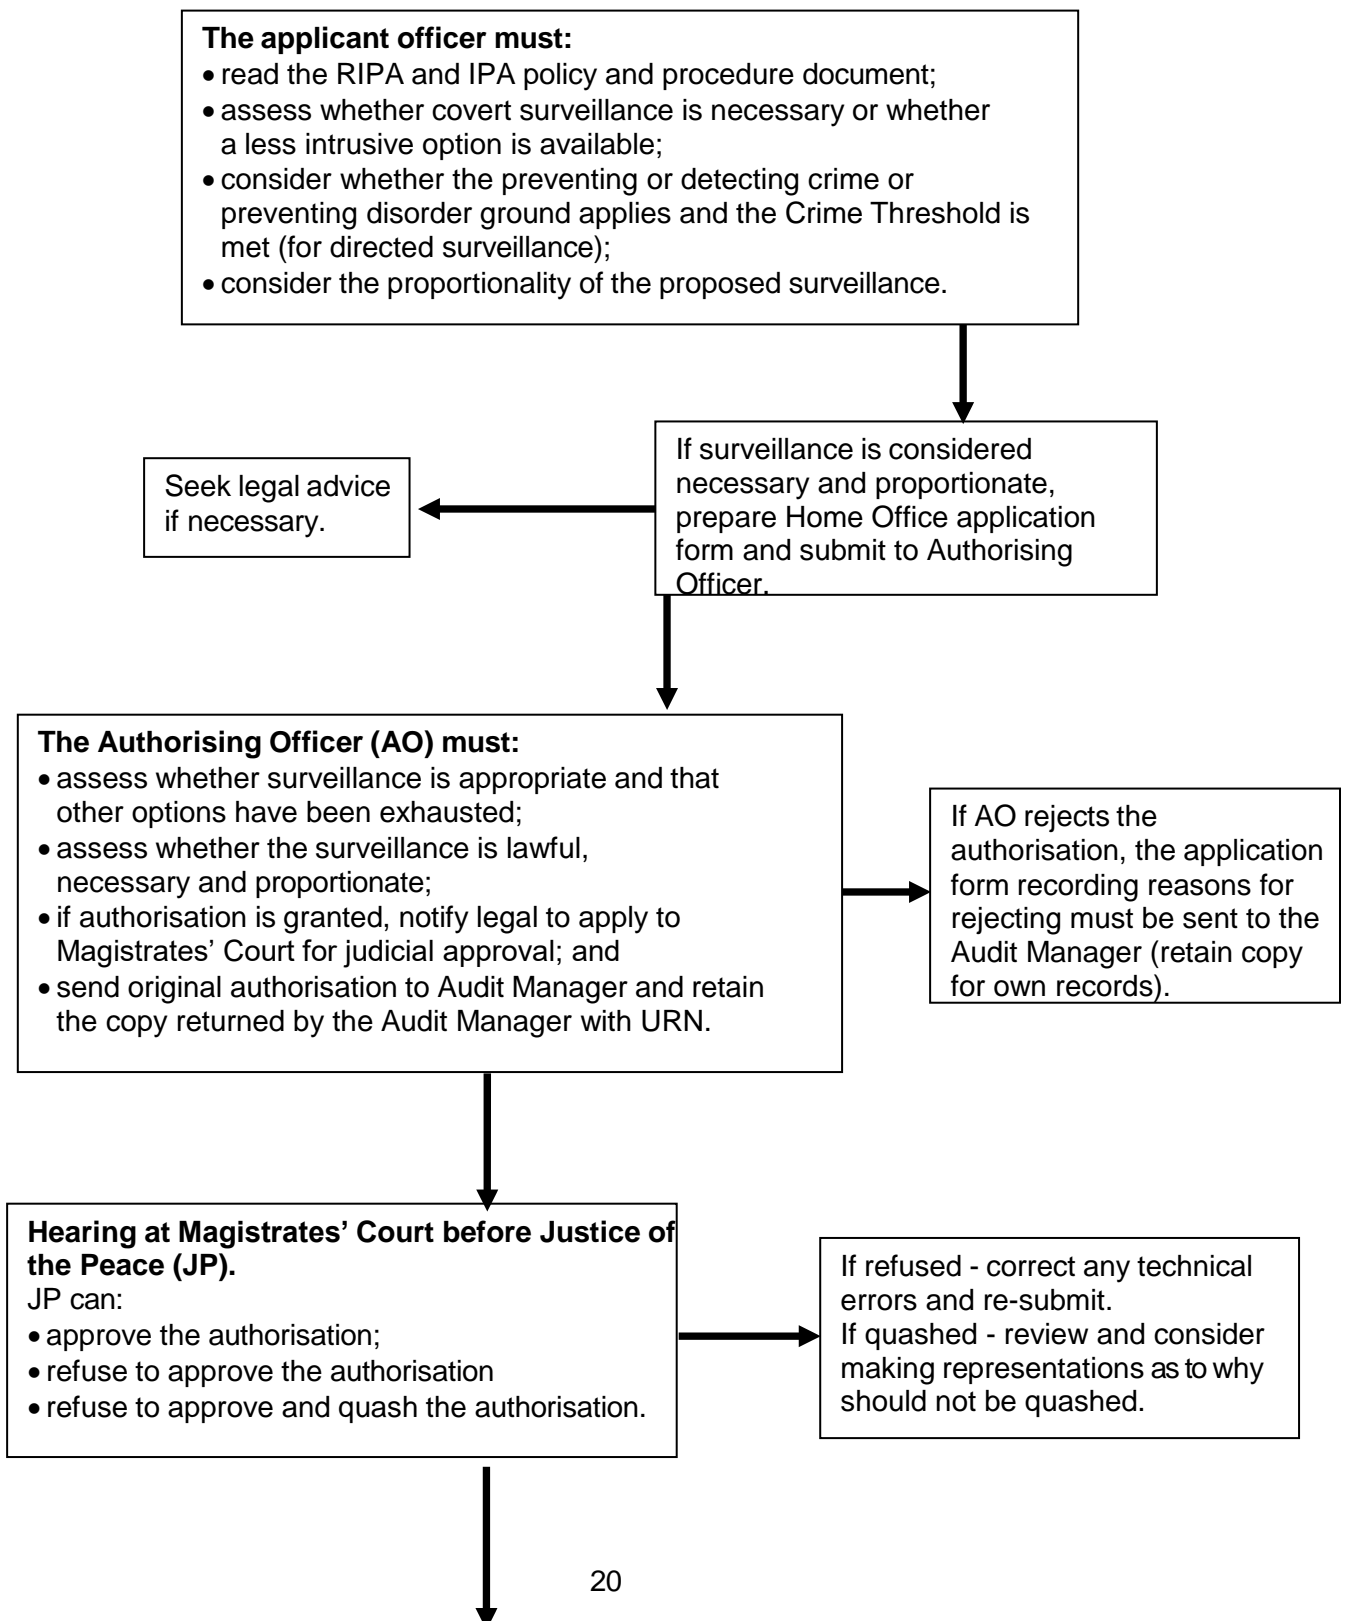 The applicant officer must:
• read the RIPA and IPA policy and procedure document;
• assess whether covert surveillance is necessary or whether
a less intrusive option is available;
• consider whether the preventing or detecting crime or
preventing disorder ground applies and the Crime Threshold is
met (for directed surveillance);
• consider the proportionality of the proposed surveillance.
If surveillance is considered
necessary and proportionate,
prepare Home Office application
form and submit to Authorising
Officer.
Seek legal advice
if necessary.
The Authorising Officer (AO) must:
• assess whether surveillance is appropriate and that
other options have been exhausted;
• assess whether the surveillance is lawful,
necessary and proportionate;
• if authorisation is granted, notify legal to apply to
Magistrates’ Court for judicial approval; and
• send original authorisation to Audit Manager and retain
the copy returned by the Audit Manager with URN.
If AO rejects the
authorisation, the application
form recording reasons for
rejecting must be sent to the
Audit Manager (retain copy
for own records).
Hearing at Magistrates’ Court before Justice of
the Peace (JP).
JP can:
• approve the authorisation;
• refuse to approve the authorisation
• refuse to approve and quash the authorisation.
If refused - correct any technical
errors and re-submit.
If quashed - review and consider
making representations as to why
should not be quashed.
20